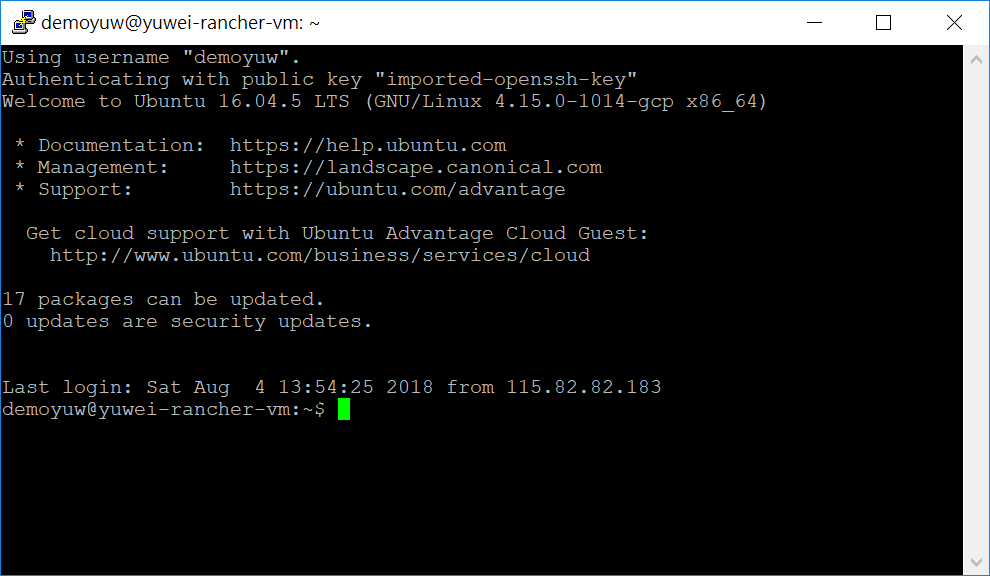 demoyuw@yuwei-rancher-vm: ~
Using username "demoyuw".
Authenticating with public key "imported-openssh-key"
Welcome to Ubuntu 16.04.5 LTS (GNU/Linux 4.15.0-1014-gcp x86_64)
* Documentation:  https://help.ubuntu.com
* Management:     https://landscape.canonical.com
* Support:        https://ubuntu.com/advantage
Get cloud support with Ubuntu Advantage Cloud Guest:
http://www.ubuntu.com/business/services/cloud
17 packages can be updated.
0 updates are security updates.
Last login: Sat Aug  4 13:54:25 2018 from 115.82.82.183
demoyuw@yuwei-rancher-vm:~$